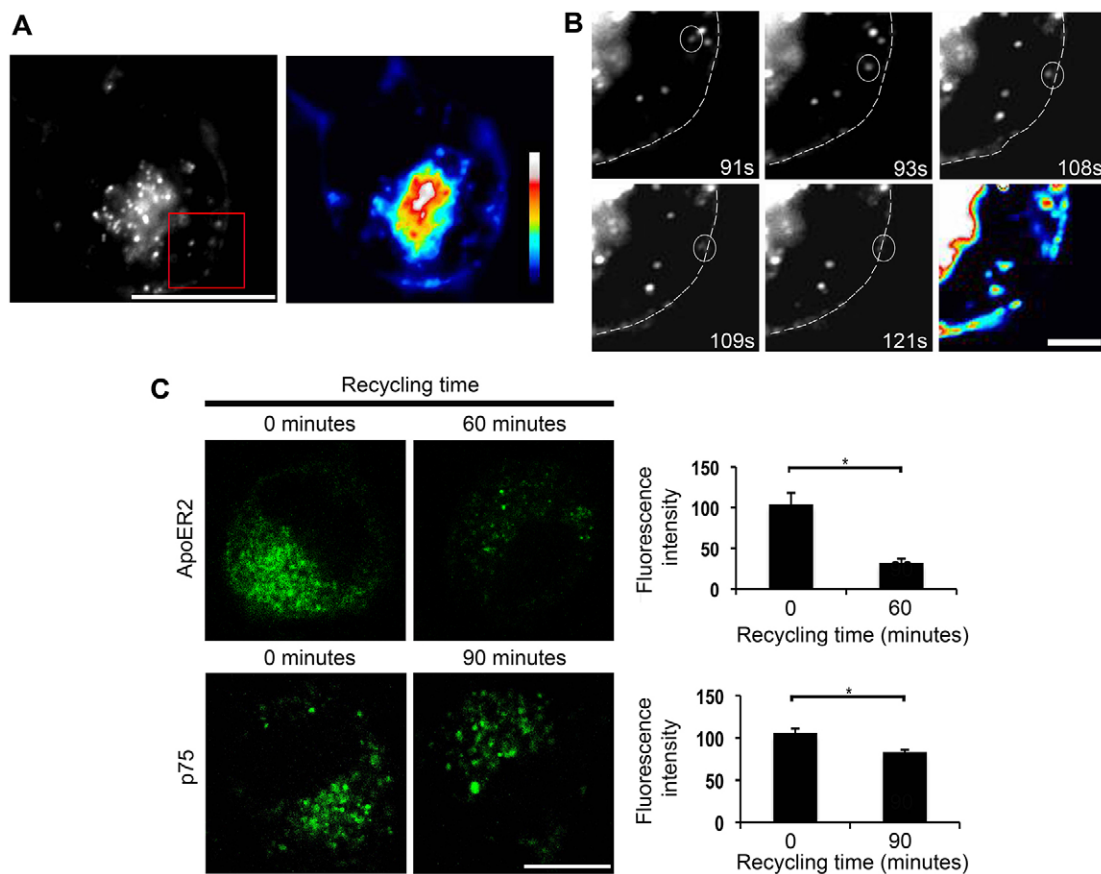 A
B
91s
93s
108s
109s
121s
C
Recycling time
0 minutes
60 minutes
ApoER2
0 minutes
90 minutes
p75
Fluorescence
intensity
150
100
50
0
*
0
60
Recycling time (minutes)
Fluorescence
intensity
150
100
50
0
*
0
90
Recycling time (minutes)